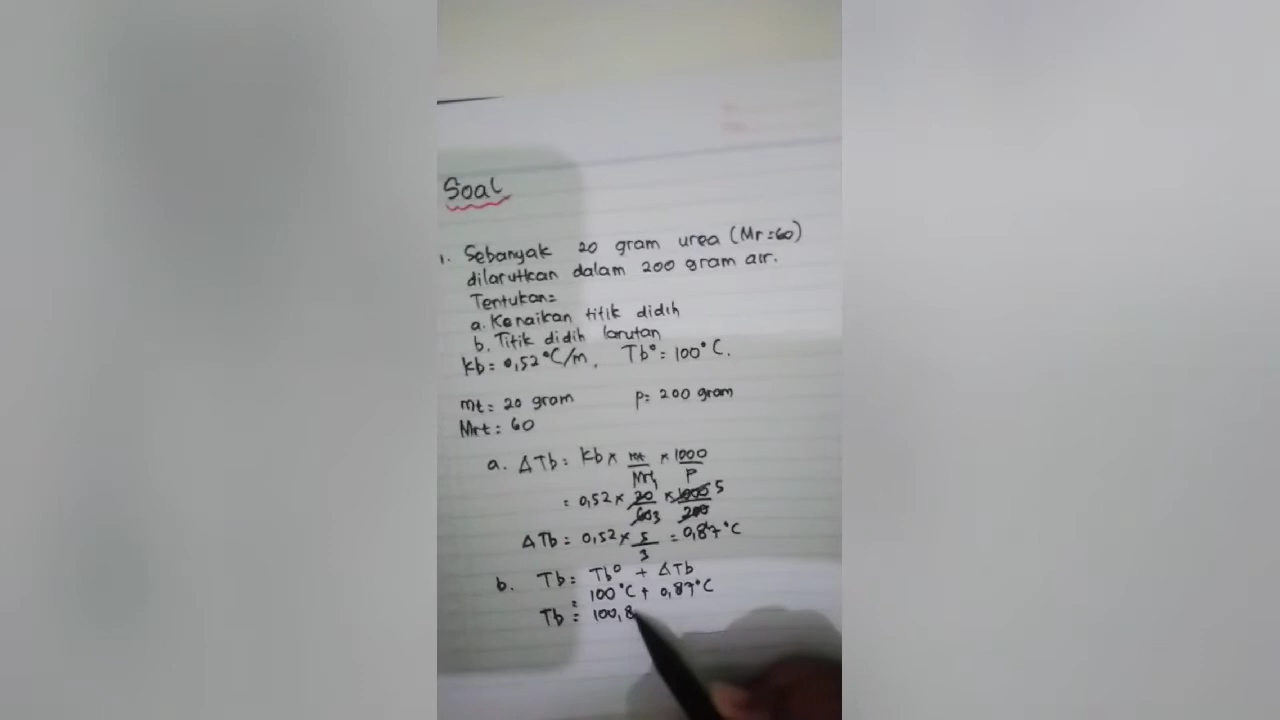 Soal
1. Sebanyak 20 gram urea (Mr=60)
dilarutkan dalam 200 gram air.
Tentukan=
a. Kenaikan titik didih
b. Titik didih larutan
Kb= 0,52°C/m, Tb°= 100°C.
mt= 20 gram p= 200 gram
Mrt= 60
a. ΔTb= Kb × mt/Mrt × 1000/P
= 0,52 × 20/60 3 × 1000/200 5
ΔTb= 0,52 × 5/3 = 0,87°C
b. Tb= Tb° + ΔTb
= 100°C + 0,87°C
Tb= 100,8